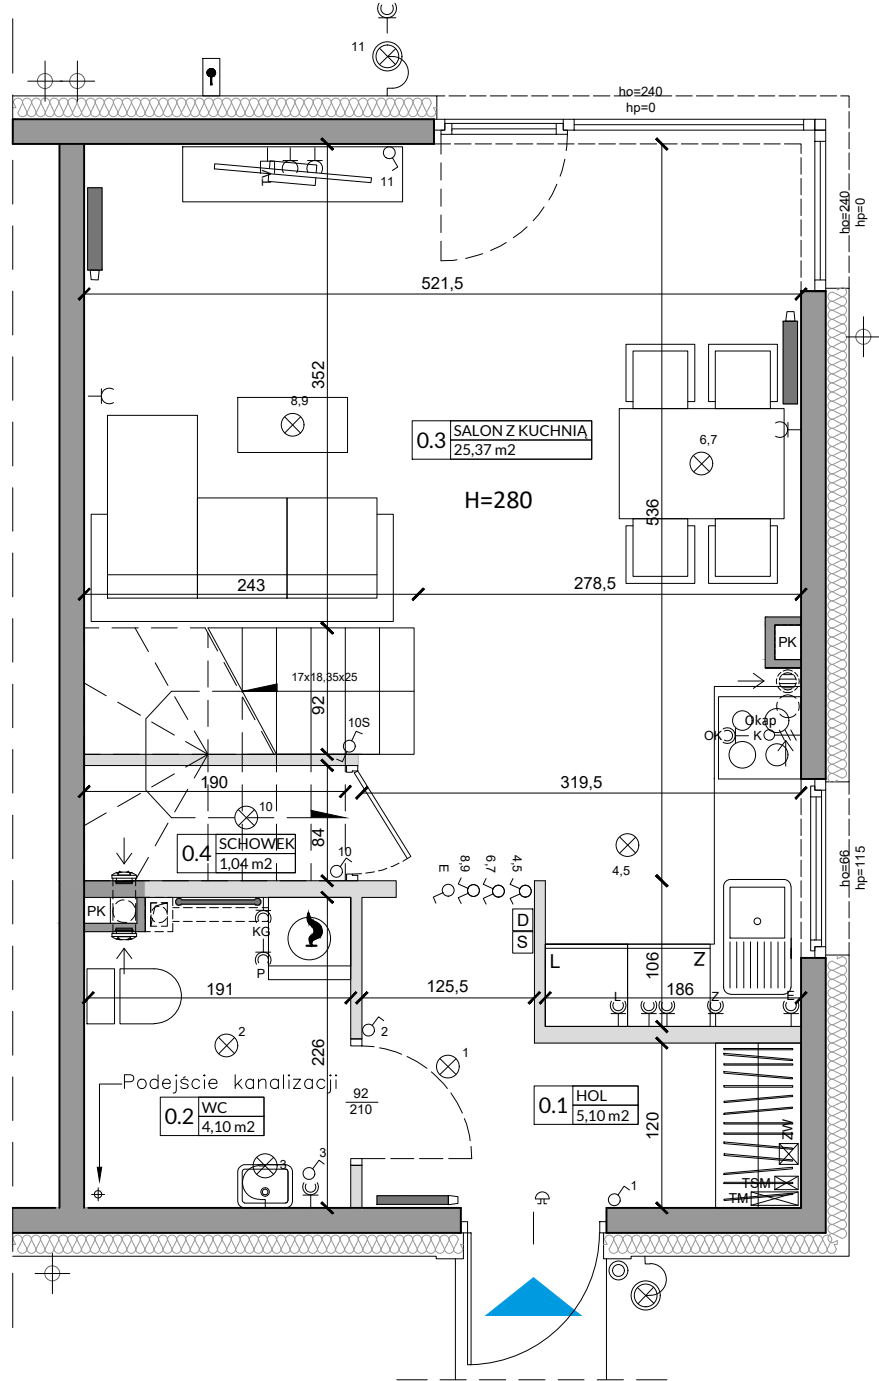 11
ho=240
hp=0
11
ho=240
hp=0
521,5
352
8,9
0.3 SALON Z KUCHNIĄ
25,37 m2
6,7
H=280
536
243
278,5
PK
17x18,35x25
92
10S
Okap
OK
K
190
319,5
10
84
0.4 SCHOWEK
1,04 m2
10
E
8,9
6,7
4,5
4,5
ho=66
hp=115
PK
KG
P
D
S
L
Z
106
191
125,5
186
L
Z
E
2
2
226
1
Podejście kanalizacji
92
210
0.2 WC
4,10 m2
0.1 HOL
5,10 m2
120
ZW
3
3
TSM
TM
1